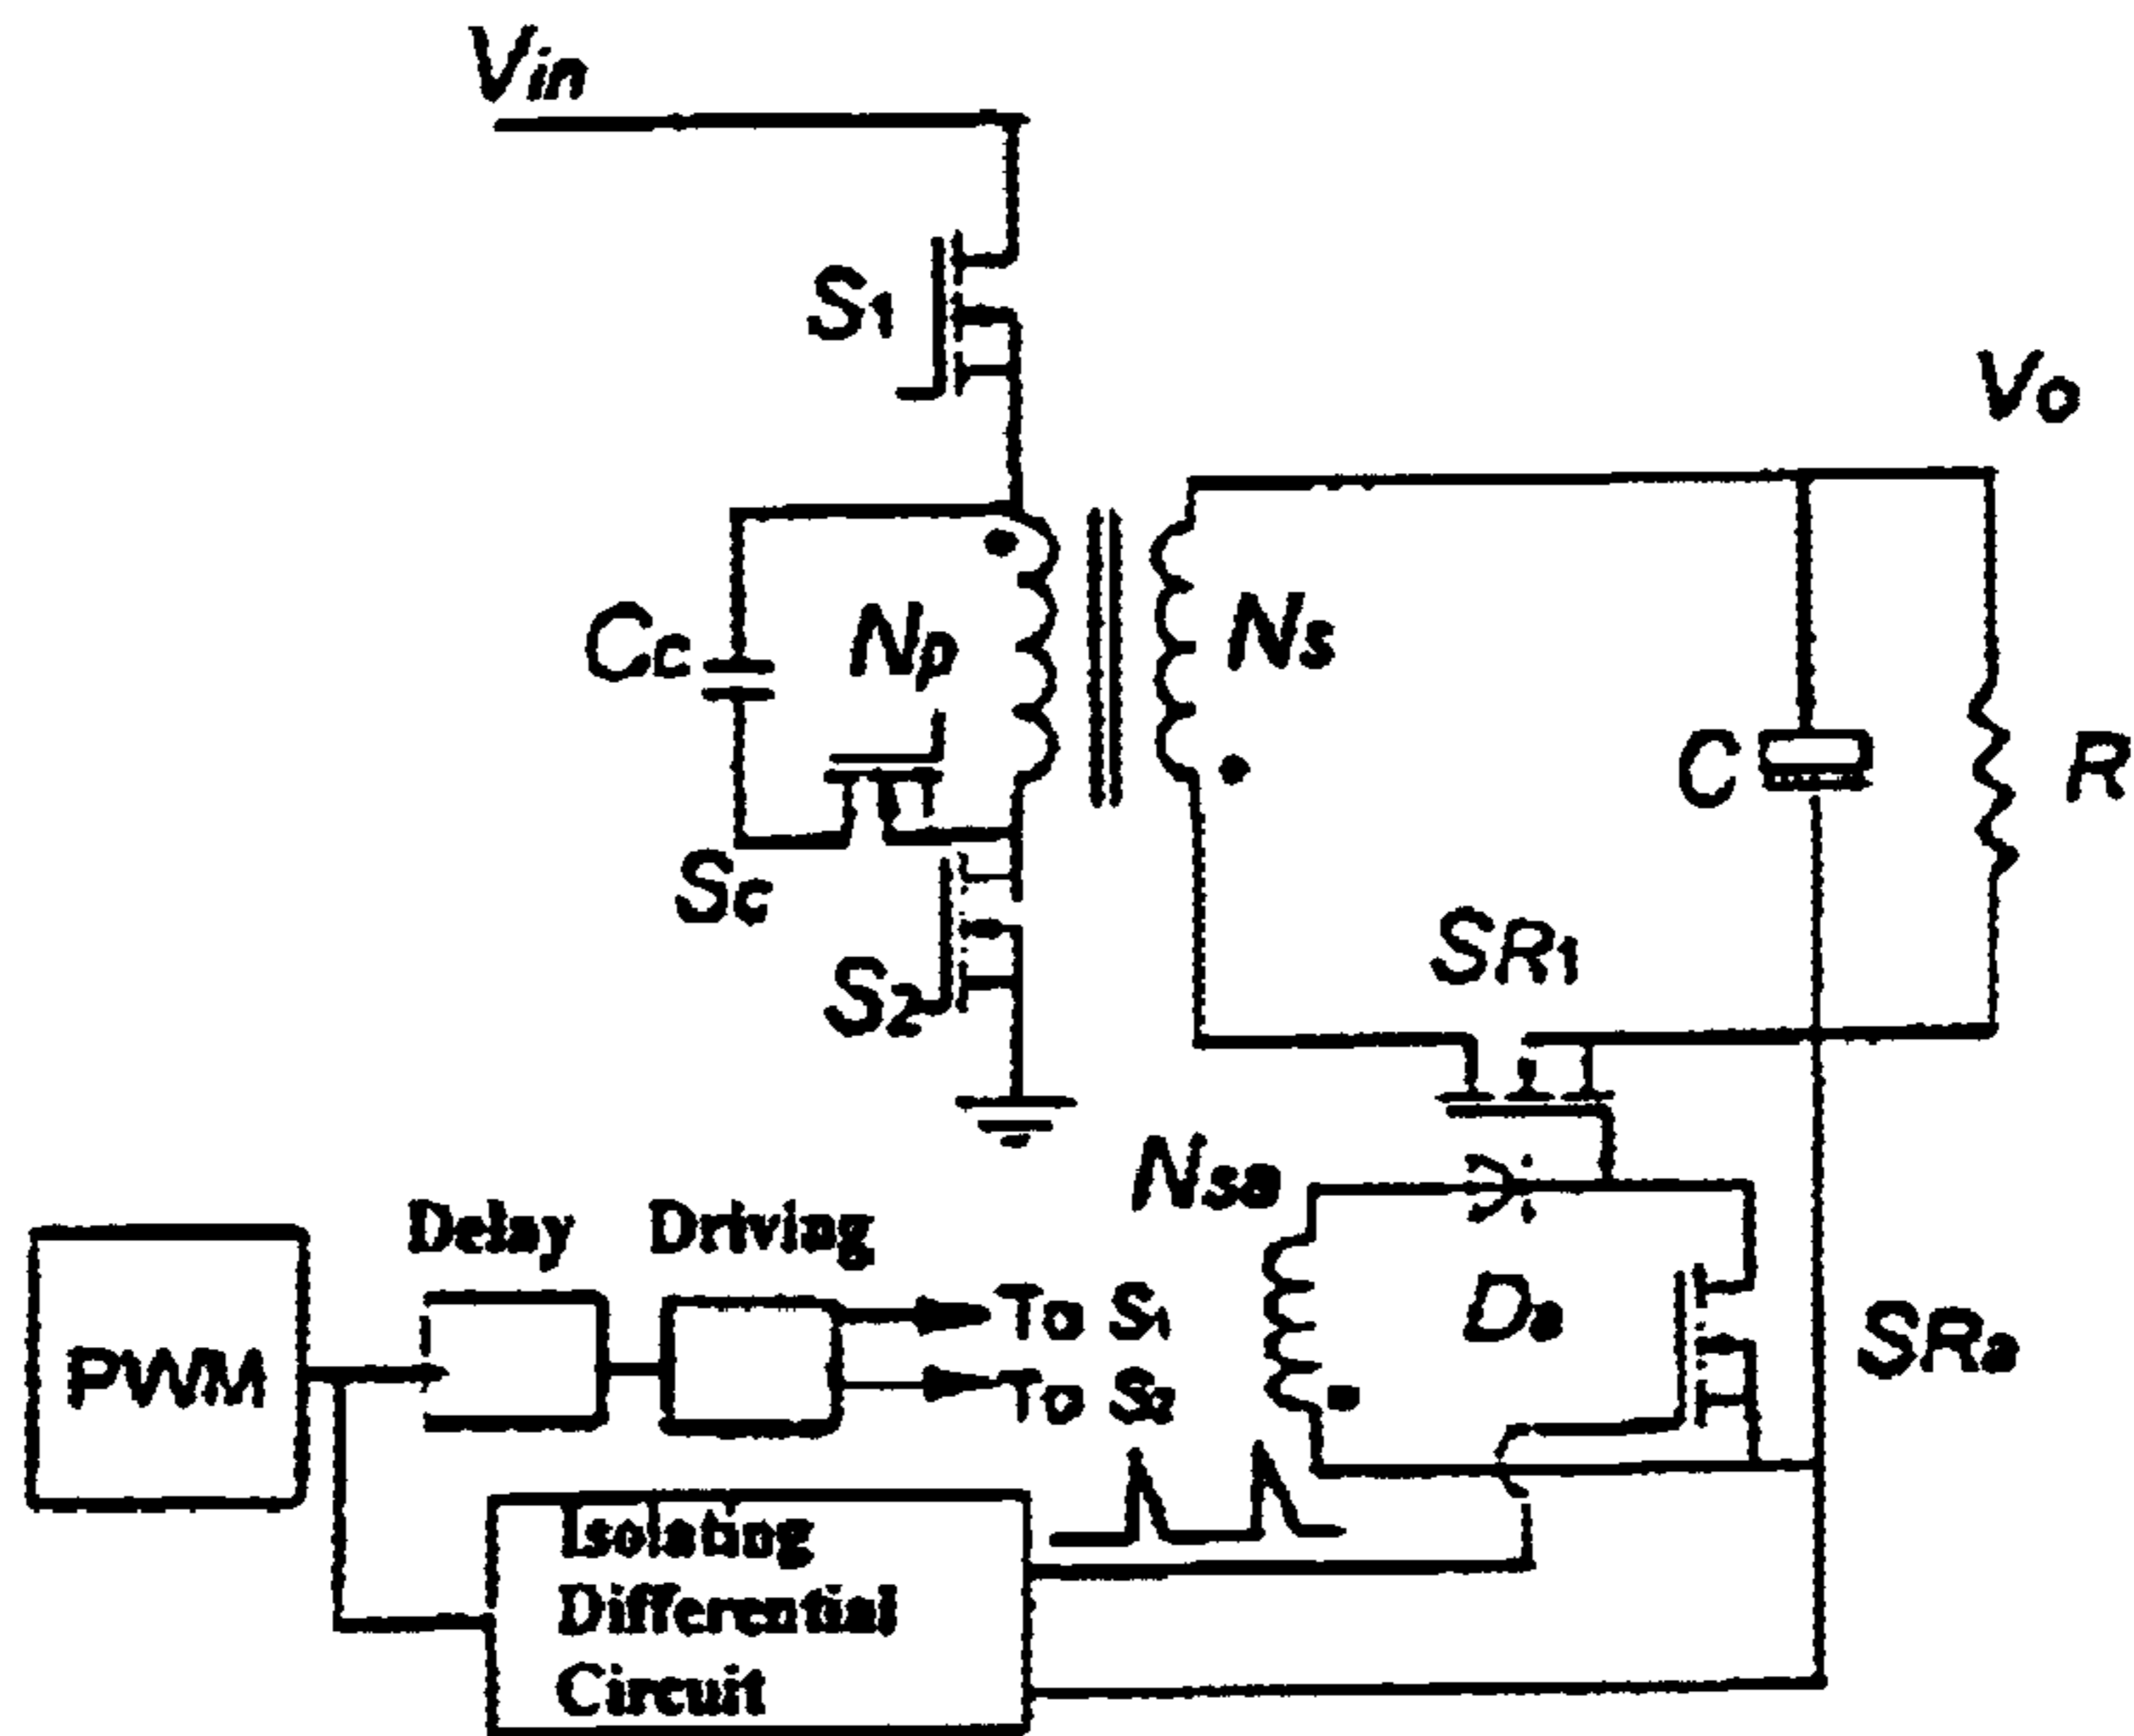 Vin
S1
Vo
Cc
Np
Ns
C
R
Sc
SR1
S2
Nsa
Delay
Driving
To S1
Da
SRa
PWM
To S2
Isolating
Differential
Circuit